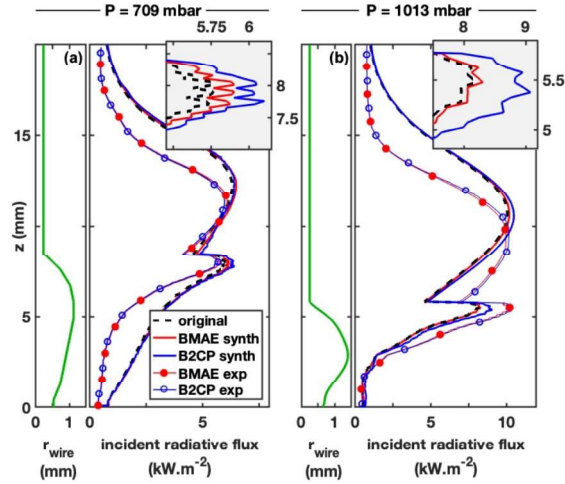 P = 709 mbar
P = 1013 mbar
5.75 6
8 9
(a)
(b)
8
7.5
5.5
5
15
z (mm)
5
0
original
BMAE synth
B2CP synth
BMAE exp
B2CP exp
0 1
5
0 1
0 5 10
r wire
(mm)
incident radiative flux
(kW.m-2)
r wire
(mm)
incident radiative flux
(kW.m-2)